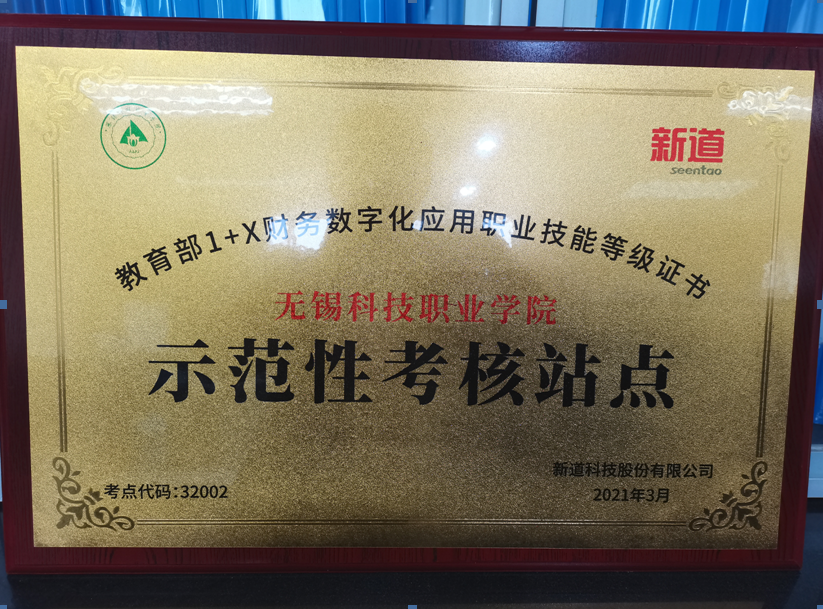 新道
seentao
教育部1+X财务数字化应用职业技能等级证书
无锡科技职业学院
示范性考核站点
考点代码:32002
新道科技股份有限公司
2021年3月